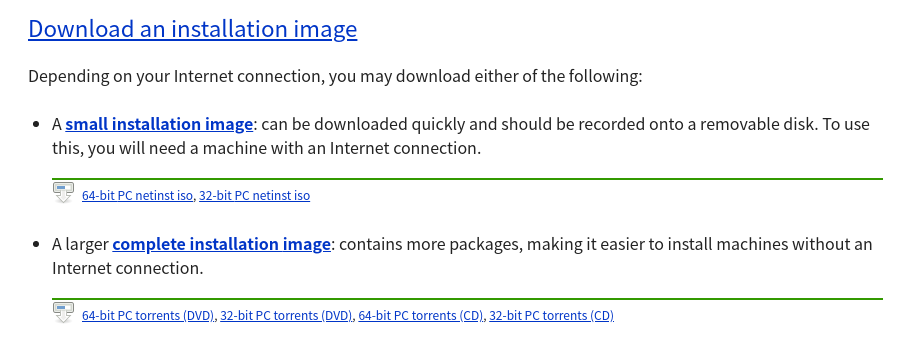 Download an installation image
Depending on your Internet connection, you may download either of the following:
• A small installation image: can be downloaded quickly and should be recorded onto a removable disk. To use
this, you will need a machine with an Internet connection.
64-bit PC netinst iso, 32-bit PC netinst iso
• A larger complete installation image: contains more packages, making it easier to install machines without an
Internet connection.
64-bit PC torrents (DVD), 32-bit PC torrents (DVD), 64-bit PC torrents (CD), 32-bit PC torrents (CD)